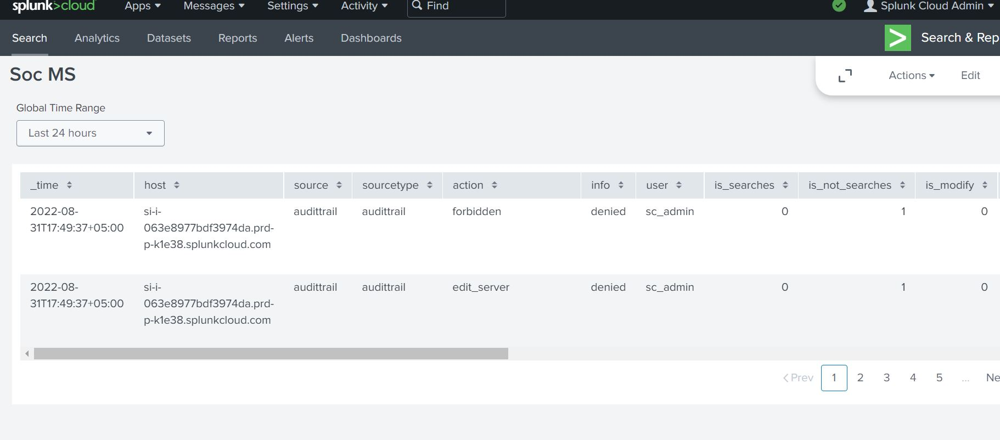 splunk>cloud Apps Messages Settings Activity Find Splunk Cloud Admin
Search Analytics Datasets Reports Alerts Dashboards Search & Rep
Soc MS
Actions Edit
Global Time Range
Last 24 hours
_time host source sourcetype action info user is_searches is_not_searches is_modify
2022-08- si-i- audittrail audittrail forbidden denied sc_admin 0 1 0
31T17:49:37+05:00 063e8977bdf3974da.prd-
p-k1e38.splunkcloud.com
2022-08- si-i- audittrail audittrail edit_server denied sc_admin 0 1 0
31T17:49:37+05:00 063e8977bdf3974da.prd-
p-k1e38.splunkcloud.com
< Prev 1 2 3 4 5 ... Ne